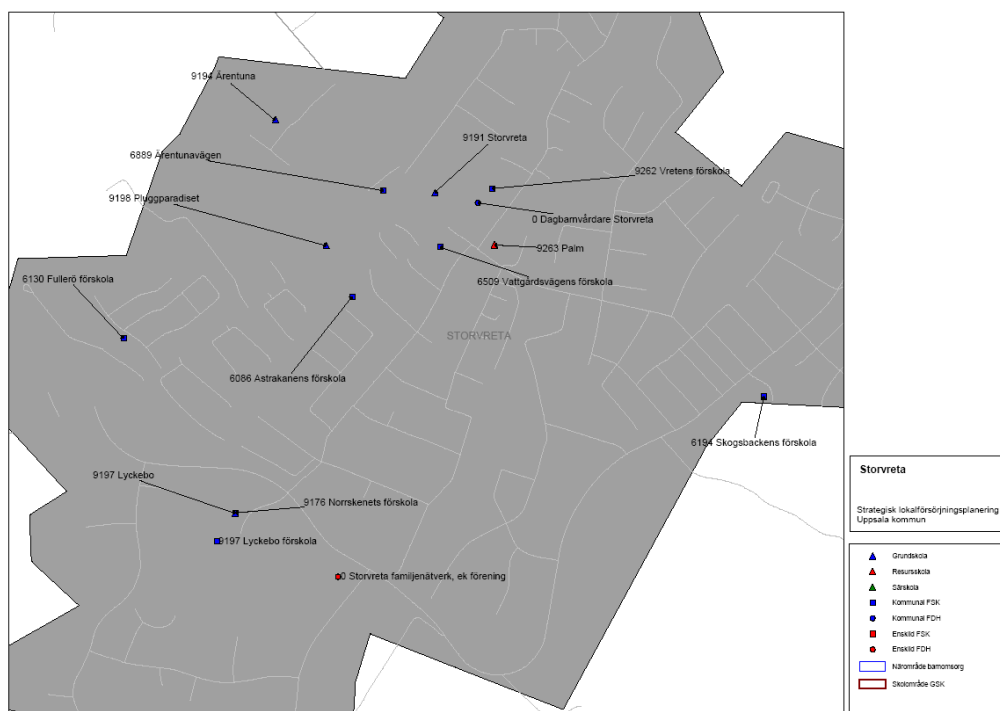 9194 Ärentuna
9191 Storvreta
6889 Ärentunavägen
9262 Vretens förskola
9198 Pluggparadiset
0 Dagbarnvårdare Storvreta
9263 Palm
6130 Fullerö förskola
6509 Vattgårdsvägens förskola
STORVRETA
6086 Astrakanens förskola
6194 Skogsbackens förskola
9197 Lyckebo
9176 Norrskenets förskola
9197 Lyckebo förskola
0 Storvreta familjenätverk, ek förening
Storvreta
Strategisk lokalförsörjningsplanering
Uppsala kommun
Grundskola
Resursskola
Särskola
Kommunal FSK
Kommunal FDH
Enskild FSK
Enskild FDH
Närområde barnomsorg
Skolområde GSK